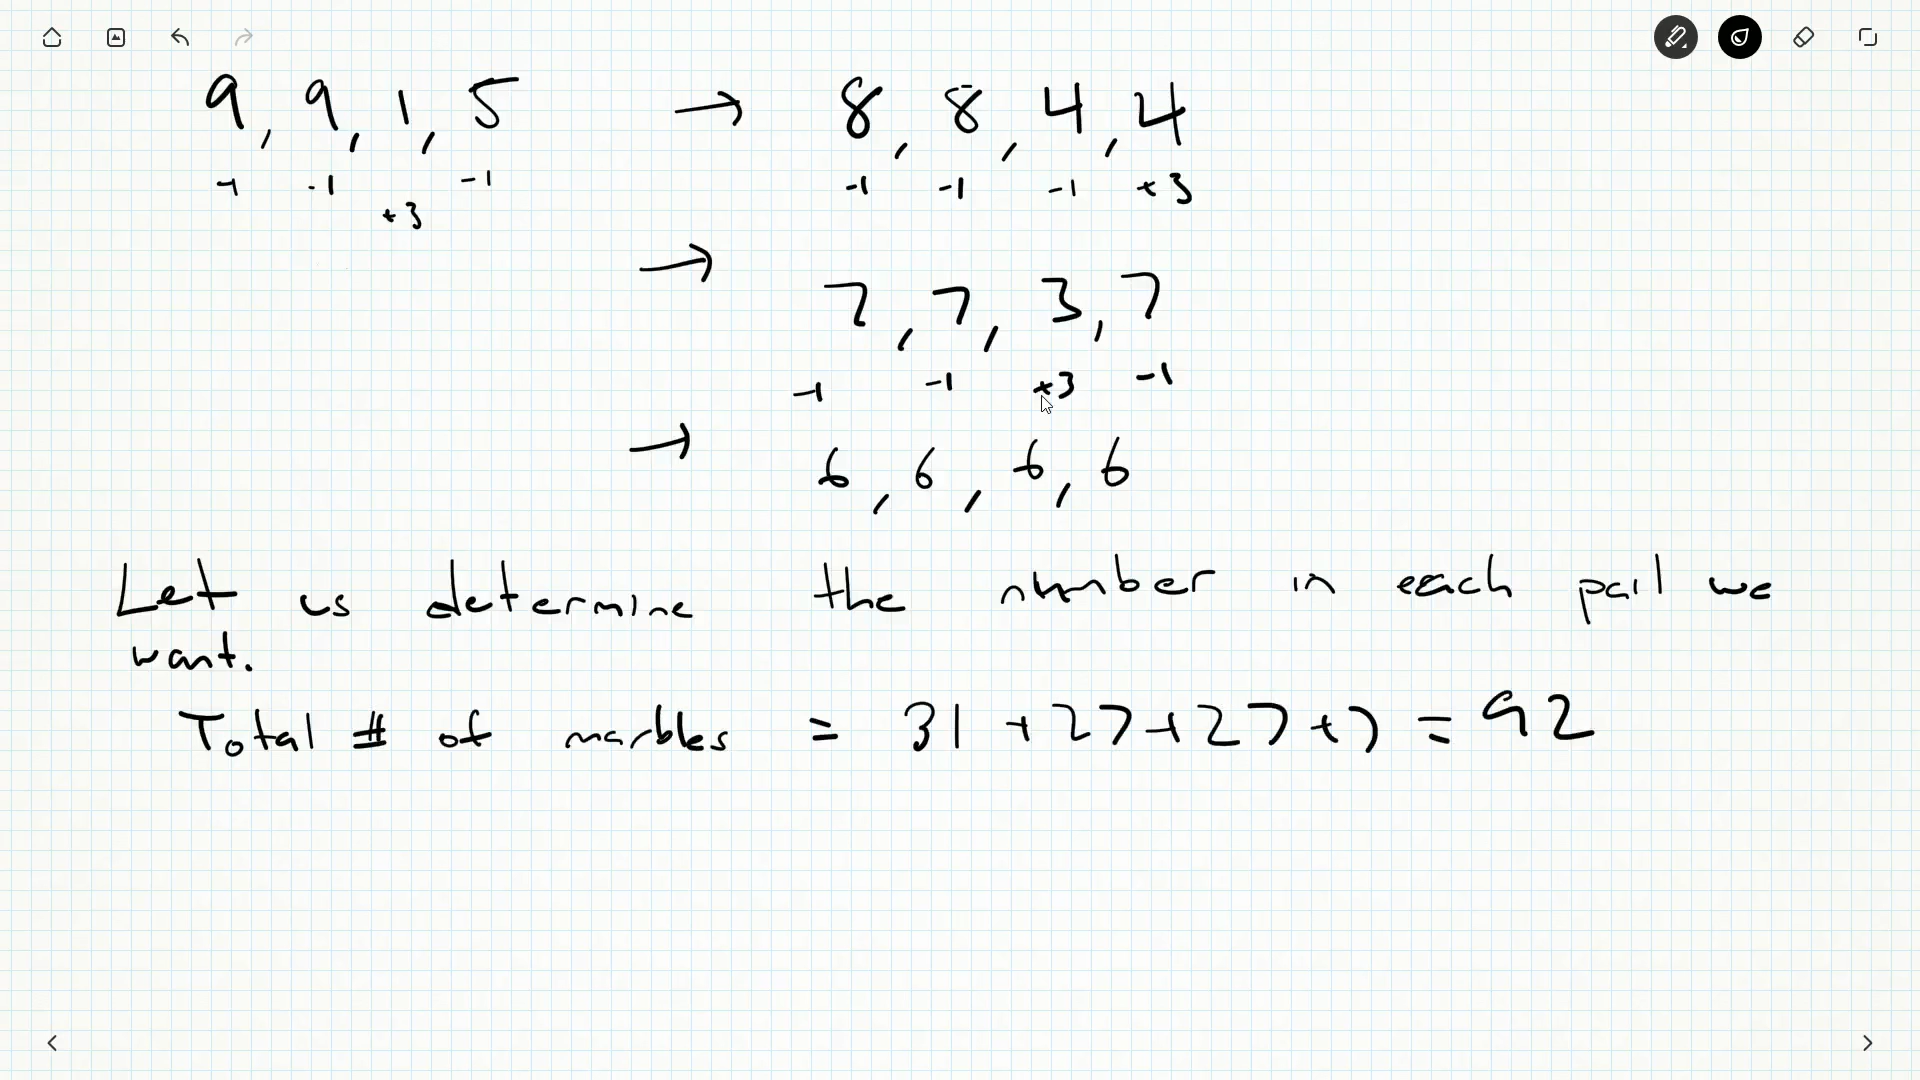 9, 9, 1, 5 → 8, 8, 4, 4
-1 -1 +3 -1 -1 -1 -1 +3
→ 7, 7, 3, 7
-1 -1 +3 -1
→ 6, 6, 6, 6
Let us determine the number in each pail we
want.
Total # of marbles = 31 + 27 + 27 + 7 = 92